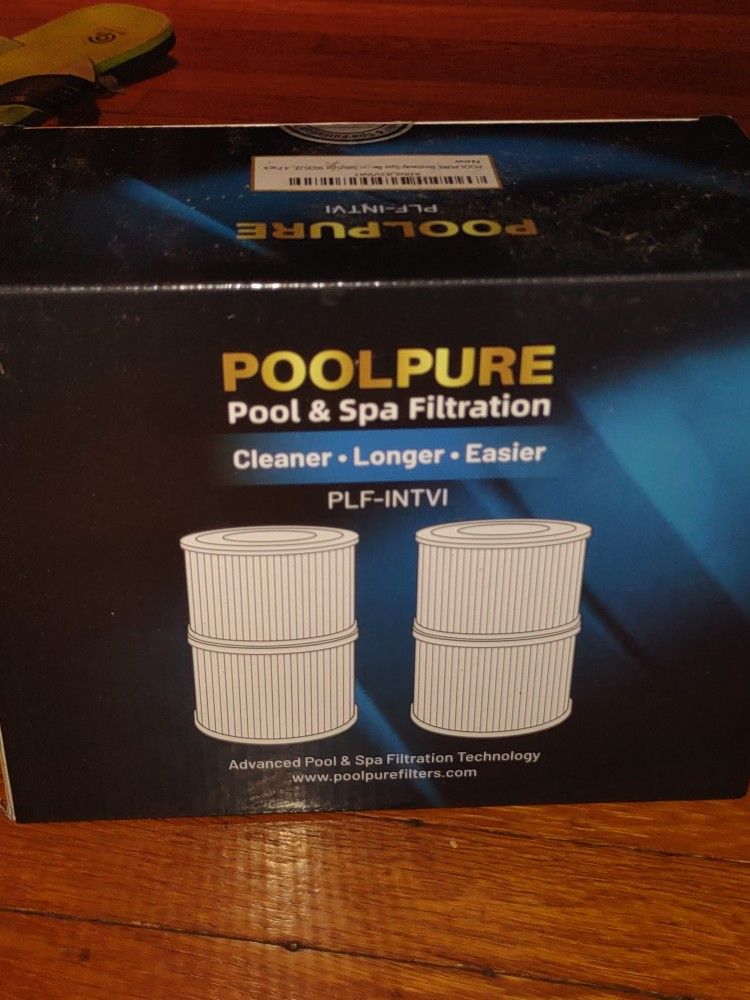 POOLPURE
PLF-INTVI
New
POOLPURE
Pool & Spa Filtration
Cleaner • Longer • Easier
PLF-INTVI
Advanced Pool & Spa Filtration Technology
www.poolpurefilters.com